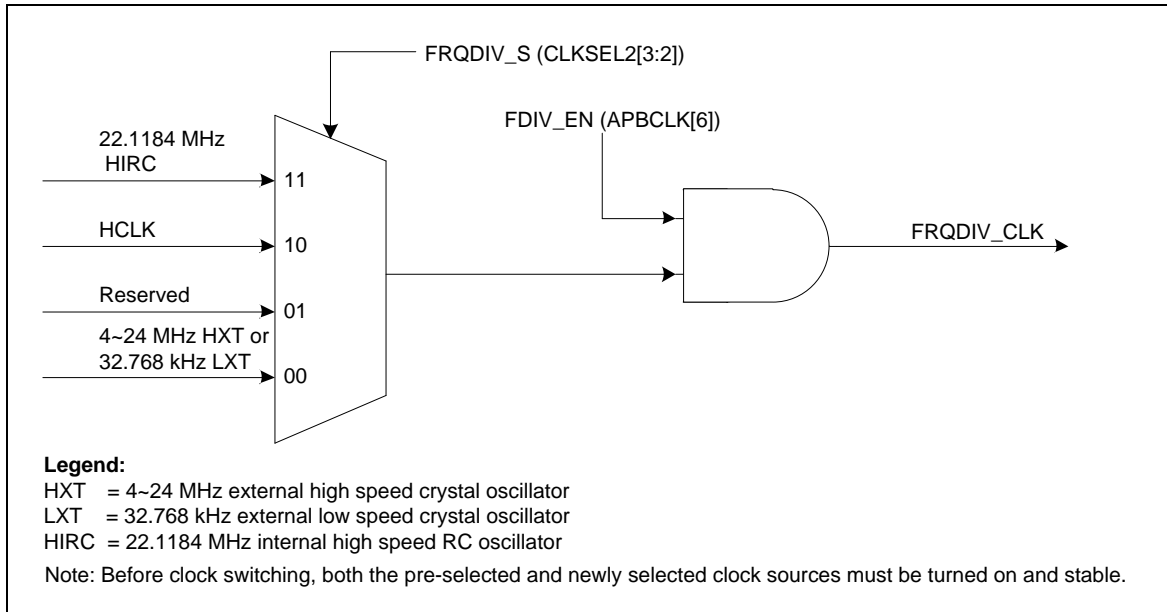 FRQDIV_S (CLKSEL2[3:2])
FDIV_EN (APBCLK[6])
22.1184 MHz
HIRC
11
HCLK
10
FRQDIV_CLK
Reserved
01
4~24 MHz HXT or
32.768 kHz LXT
00
Legend:
HXT = 4~24 MHz external high speed crystal oscillator
LXT = 32.768 kHz external low speed crystal oscillator
HIRC = 22.1184 MHz internal high speed RC oscillator
Note: Before clock switching, both the pre-selected and newly selected clock sources must be turned on and stable.